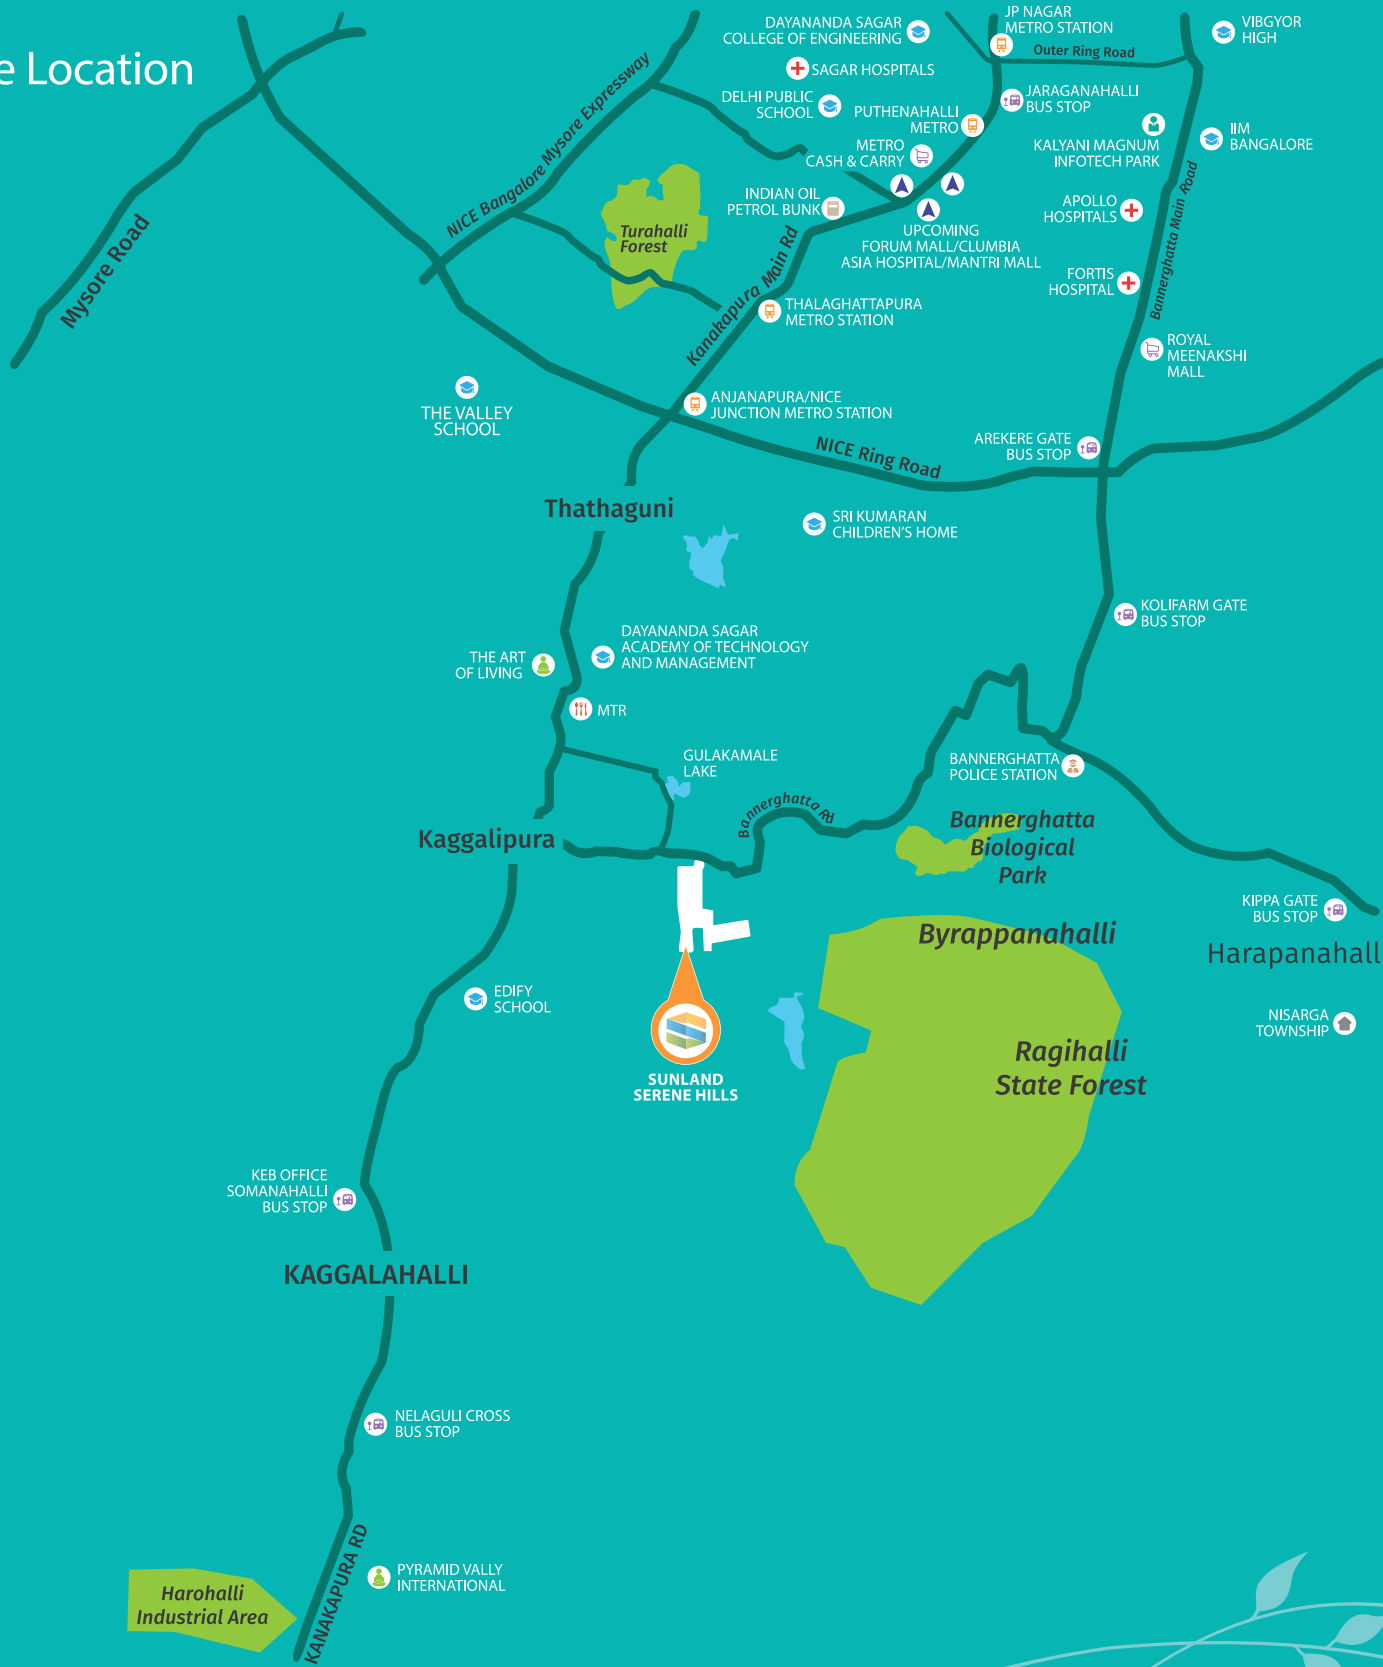 e Location
DAYANANDA SAGAR
COLLEGE OF ENGINEERING
JP NAGAR
METRO STATION
VIBGYOR
HIGH
Outer Ring Road
SAGAR HOSPITALS
DELHI PUBLIC
SCHOOL
PUTHENAHALLI
METRO
JARAGANAHALLI
BUS STOP
METRO
CASH & CARRY
KALYANI MAGNUM
INFOTECH PARK
IIM
BANGALORE
NICE Bangalore Mysore Expressway
Mysore Road
Turahalli
Forest
INDIAN OIL
PETROL BUNK
UPCOMING
FORUM MALL/CLUMBIA
ASIA HOSPITAL/MANTRI MALL
APOLLO
HOSPITALS
Bannerghatta Main Road
FORTIS
HOSPITAL
Kanakapura Main Rd
THALAGHATTAPURA
METRO STATION
ROYAL
MEENAKSHI
MALL
THE VALLEY
SCHOOL
ANJANAPURA/NICE
JUNCTION METRO STATION
NICE Ring Road
AREKERE GATE
BUS STOP
Thathaguni
SRI KUMARAN
CHILDREN'S HOME
KOLIFARM GATE
BUS STOP
THE ART
OF LIVING
DAYANANDA SAGAR
ACADEMY OF TECHNOLOGY
AND MANAGEMENT
MTR
GULAKAMALE
LAKE
BANNERGHATTA
POLICE STATION
Bannerghatta Rd
Kaggalipura
Bannerghatta
Biological
Park
KIPPA GATE
BUS STOP
Byrappanahalli
Harapanahall
EDIFY
SCHOOL
NISARGA
TOWNSHIP
Ragihalli
State Forest
SUNLAND
SERENE HILLS
KEB OFFICE
SOMANAHALLI
BUS STOP
KAGGALAHALLI
NELAGULI CROSS
BUS STOP
KANAKAPURA RD
PYRAMID VALLY
INTERNATIONAL
Harohalli
Industrial Area